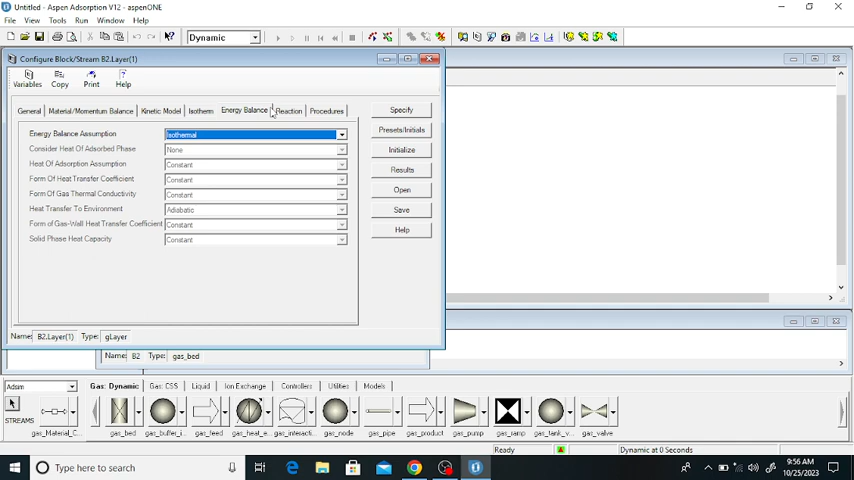 Untitled - Aspen Adsorption V12 - aspenONE
File View Tools Run Window Help
Dynamic
Configure Block/Stream B2.Layer(1)
Variables Copy Print Help
General Material/Momentum Balance Kinetic Model Isotherm Energy Balance Reaction Procedures
Energy Balance Assumption Isothermal
Consider Heat Of Adsorbed Phase None
Heat Of Adsorption Assumption Constant
Form Of Heat Transfer Coefficient Constant
Form Of Gas Thermal Conductivity Constant
Heat Transfer To Environment Adiabatic
Form of Gas-Wall Heat Transfer Coefficient Constant
Solid Phase Heat Capacity Constant
Specify
Presets/Initials
Initialize
Results
Open
Save
Help
Name: B2.Layer(1) Type: gLayer
Name: B2 Type: gas_bed
Adsim Gas: Dynamic Gas: CSS Liquid Ion Exchange Controllers Utilities Models
STREAMS
gas_Material_C... gas_bed gas_buffer_i... gas_feed gas_heat_e... gas_interacti... gas_node gas_pipe gas_product gas_pump gas_ramp gas_tank_v... gas_valve
Ready Dynamic at 0 Seconds
Type here to search
9:56 AM
10/25/2023